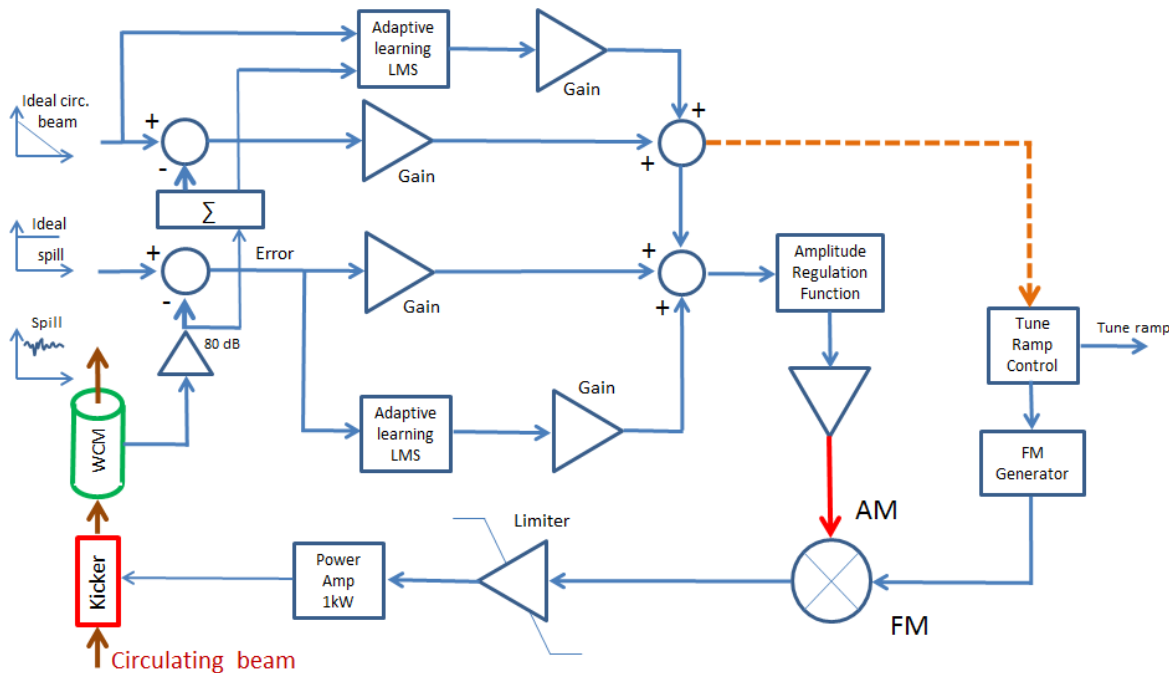 Adaptive
learning
LMS
Gain
Ideal circ.
beam
+
-
Gain
+
+
Σ
Ideal
spill
+
-
Error
Gain
+
+
+
Amplitude
Regulation
Function
Spill
80 dB
Tune
Ramp
Control
Tune ramp
Gain
Adaptive
learning
LMS
WCM
FM
Generator
AM
Limiter
Kicker
Power
Amp
1kW
FM
Circulating beam